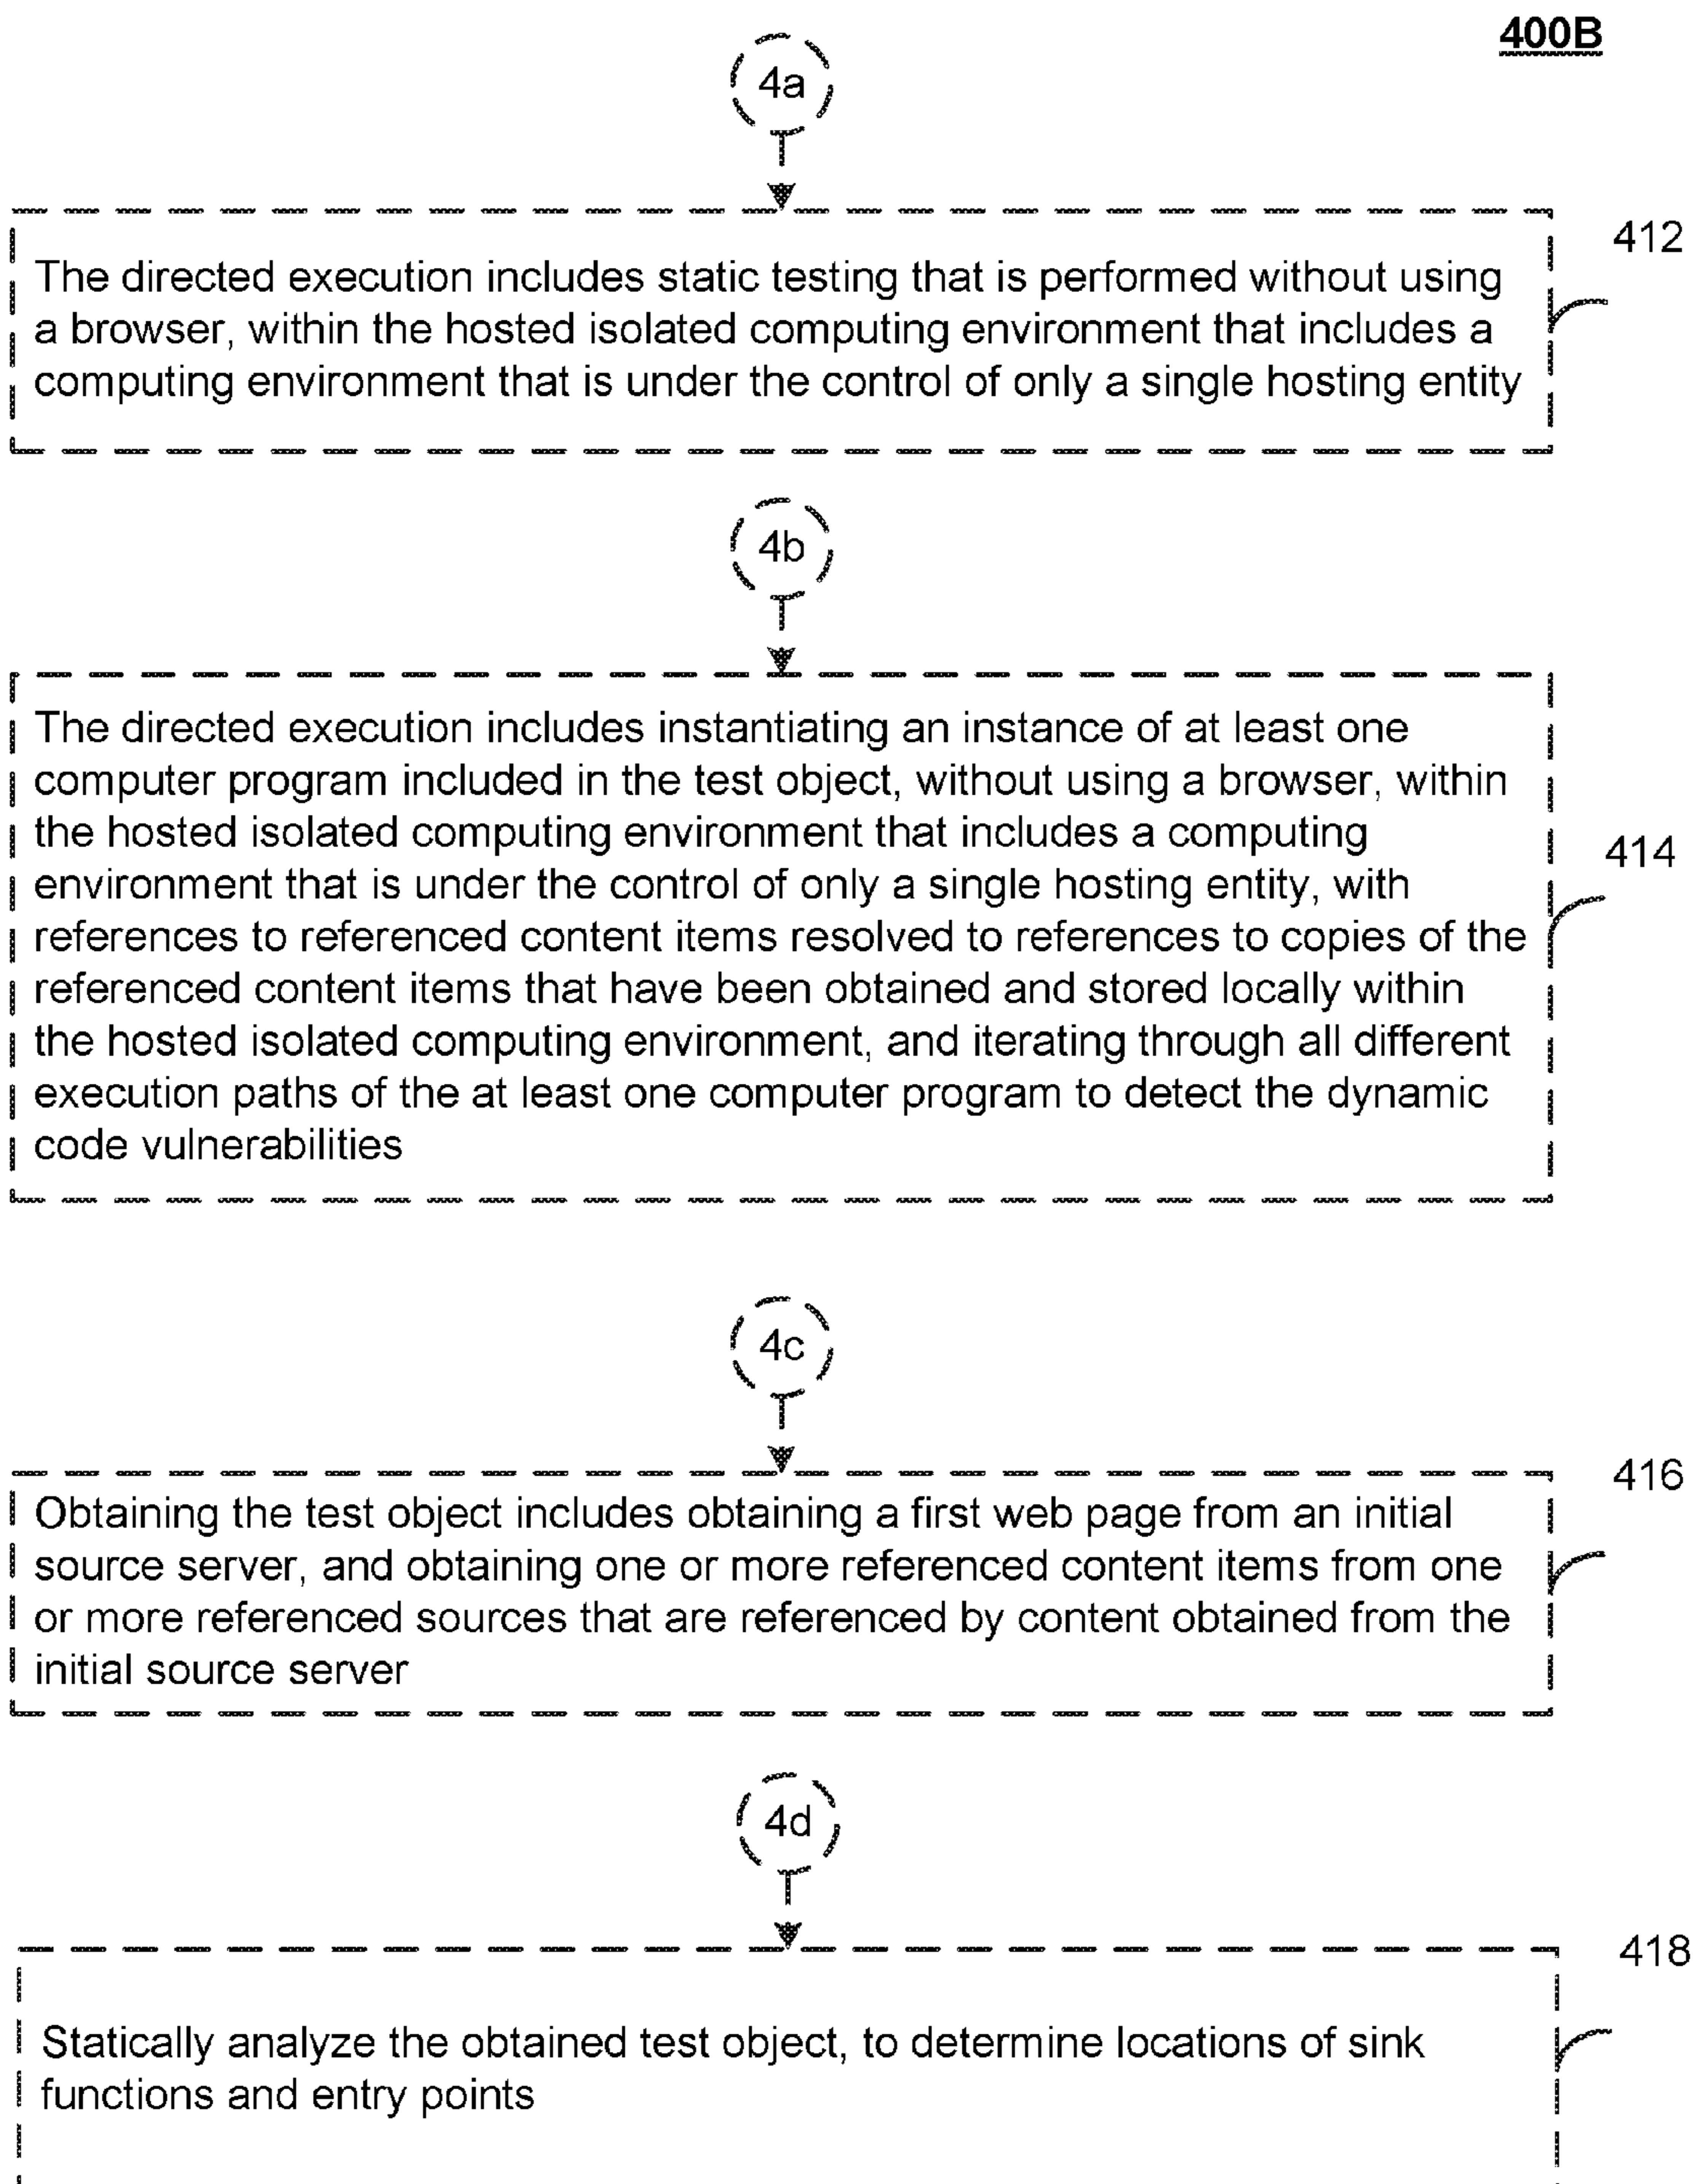 400B
4a
412
The directed execution includes static testing that is performed without using
a browser, within the hosted isolated computing environment that includes a
computing environment that is under the control of only a single hosting entity
4b
The directed execution includes instantiating an instance of at least one
computer program included in the test object, without using a browser, within
the hosted isolated computing environment that includes a computing
environment that is under the control of only a single hosting entity, with
references to referenced content items resolved to references to copies of the
referenced content items that have been obtained and stored locally within
the hosted isolated computing environment, and iterating through all different
execution paths of the at least one computer program to detect the dynamic
code vulnerabilities
414
4c
416
Obtaining the test object includes obtaining a first web page from an initial
source server, and obtaining one or more referenced content items from one
or more referenced sources that are referenced by content obtained from the
initial source server
4d
418
Statically analyze the obtained test object, to determine locations of sink
functions and entry points